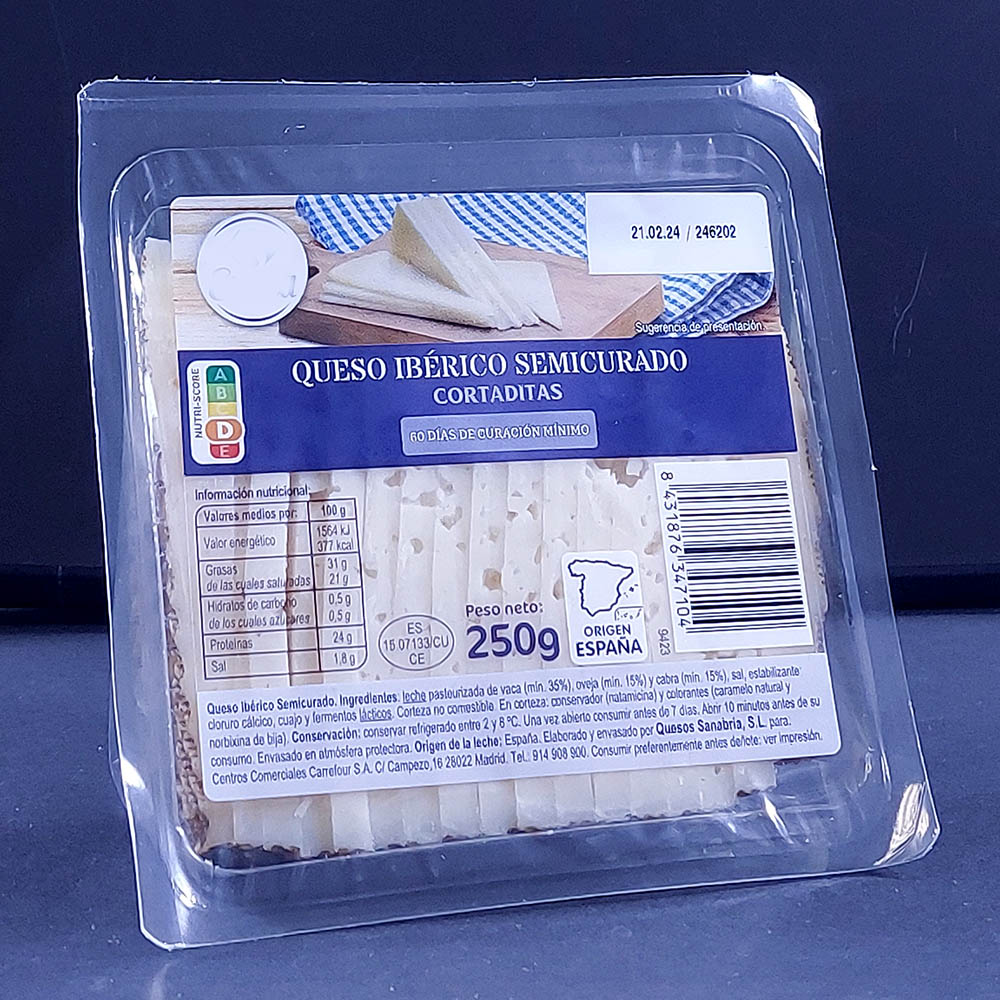 21.02.24 / 246202
Sugerencia de presentación.
QUESO IBÉRICO SEMICURADO
CORTADITAS
60 DÍAS DE CURACIÓN MÍNIMO
NUTRI-SCORE
A
B
C
D
E
Información nutricional:
Valores medios por: 100 g
Valor energético 1564 kJ
377 kcal
Grasas 31 g
de las cuales saturadas 21 g
Hidratos de carbono 0,5 g
de los cuales azúcares 0,5 g
Proteínas 24 g
Sal 1,8 g
ES
15.07133/CU
CE
Peso neto:
250g
ORIGEN
ESPAÑA
8 431876 347104
9423
Queso Ibérico Semicurado. Ingredientes: leche pasteurizada de vaca (mín. 35%), oveja (mín. 15%) y cabra (mín. 15%), sal, estabilizante
cloruro cálcico, cuajo y fermentos lácticos. Corteza no comestible. En corteza: conservador (natamicina) y colorantes (caramelo natural y
norbixina de bija). Conservación: conservar refrigerado entre 2 y 8 ºC. Una vez abierto consumir antes de 7 días. Abrir 10 minutos antes de su
consumo. Envasado en atmósfera protectora. Origen de la leche: España. Elaborado y envasado por Quesos Sanabria, S.L. para:
Centros Comerciales Carrefour S.A. C/ Campezo,16 28022 Madrid. Tel.: 914 908 900. Consumir preferentemente antes de/lote: ver impresión.